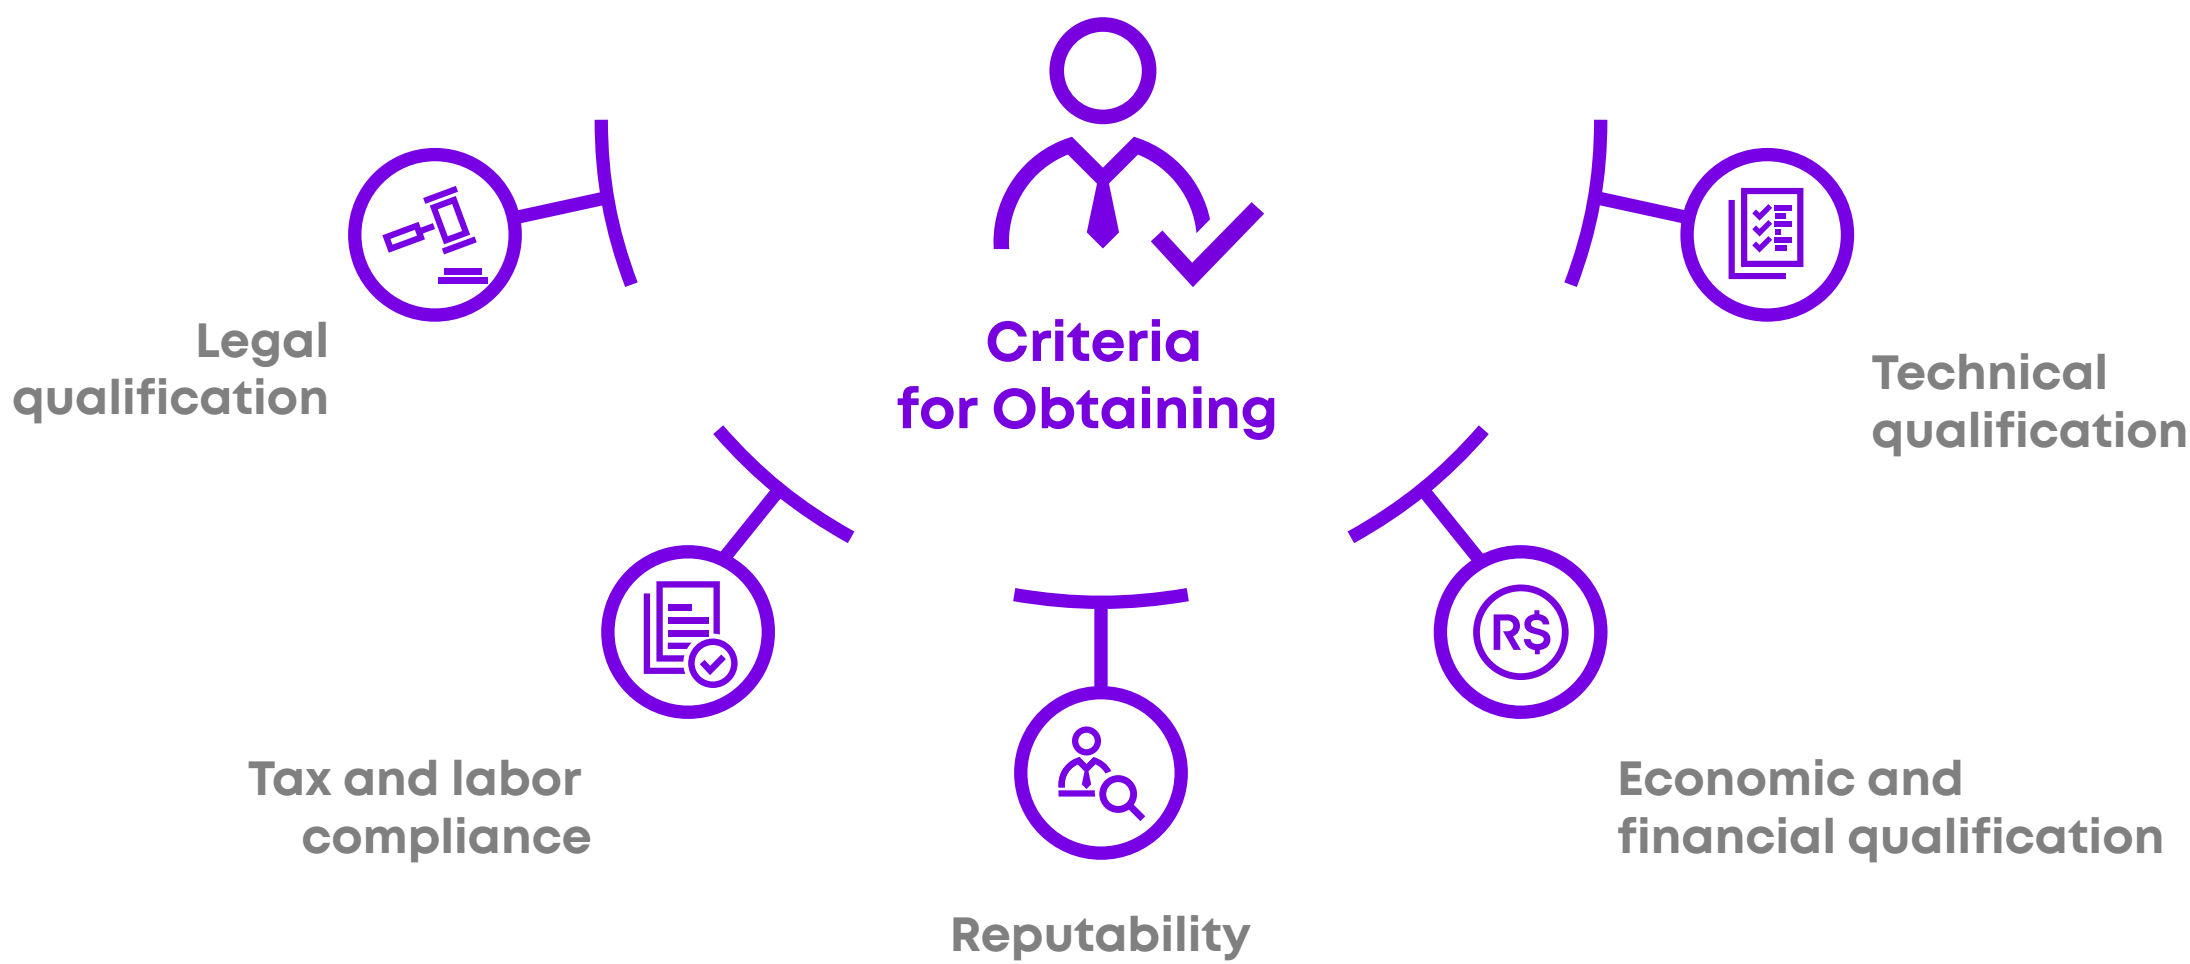 Criteria
for Obtaining
Legal
qualification
Tax and labor
compliance
Reputability
R$
Economic and
financial qualification
Technical
qualification